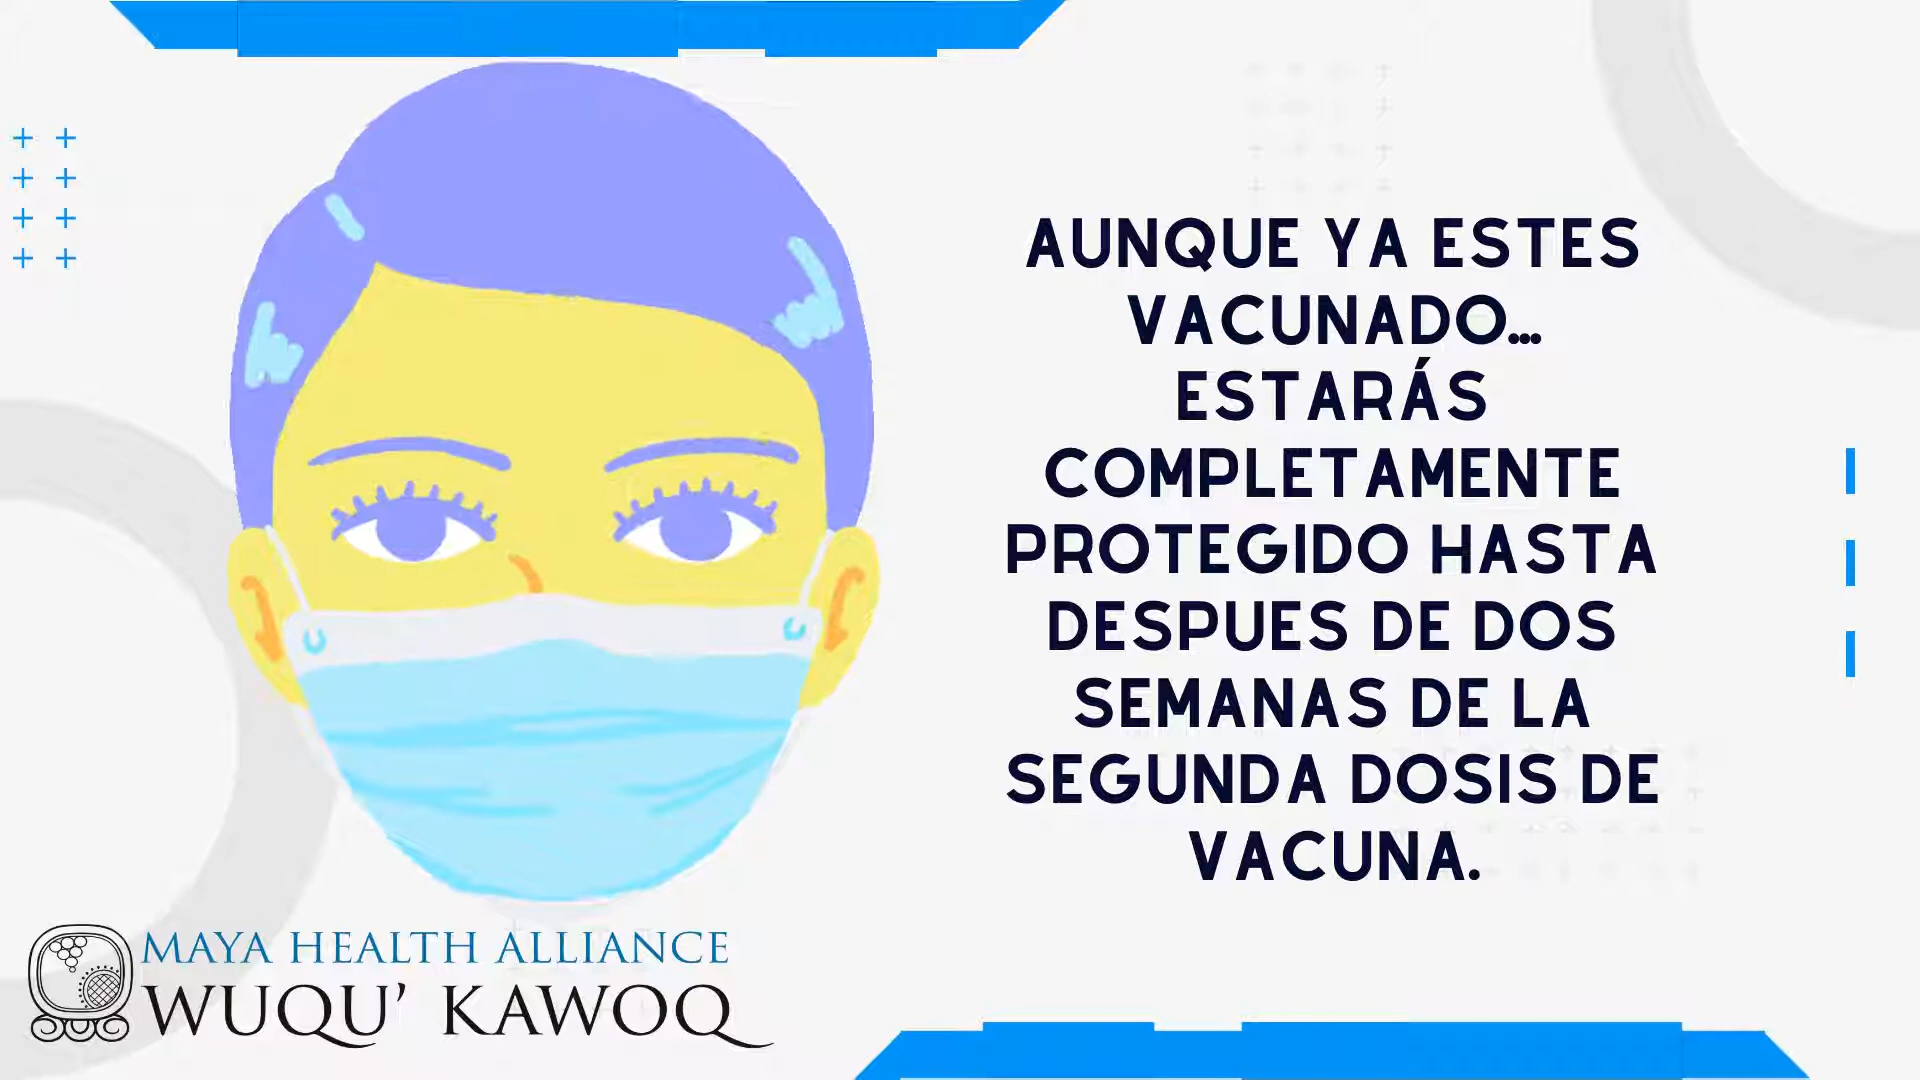 AUNQUE YA ESTES
VACUNADO...
ESTARÁS
COMPLETAMENTE
PROTEGIDO HASTA
DESPUES DE DOS
SEMANAS DE LA
SEGUNDA DOSIS DE
VACUNA.
MAYA HEALTH ALLIANCE
WUQU' KAWOQ